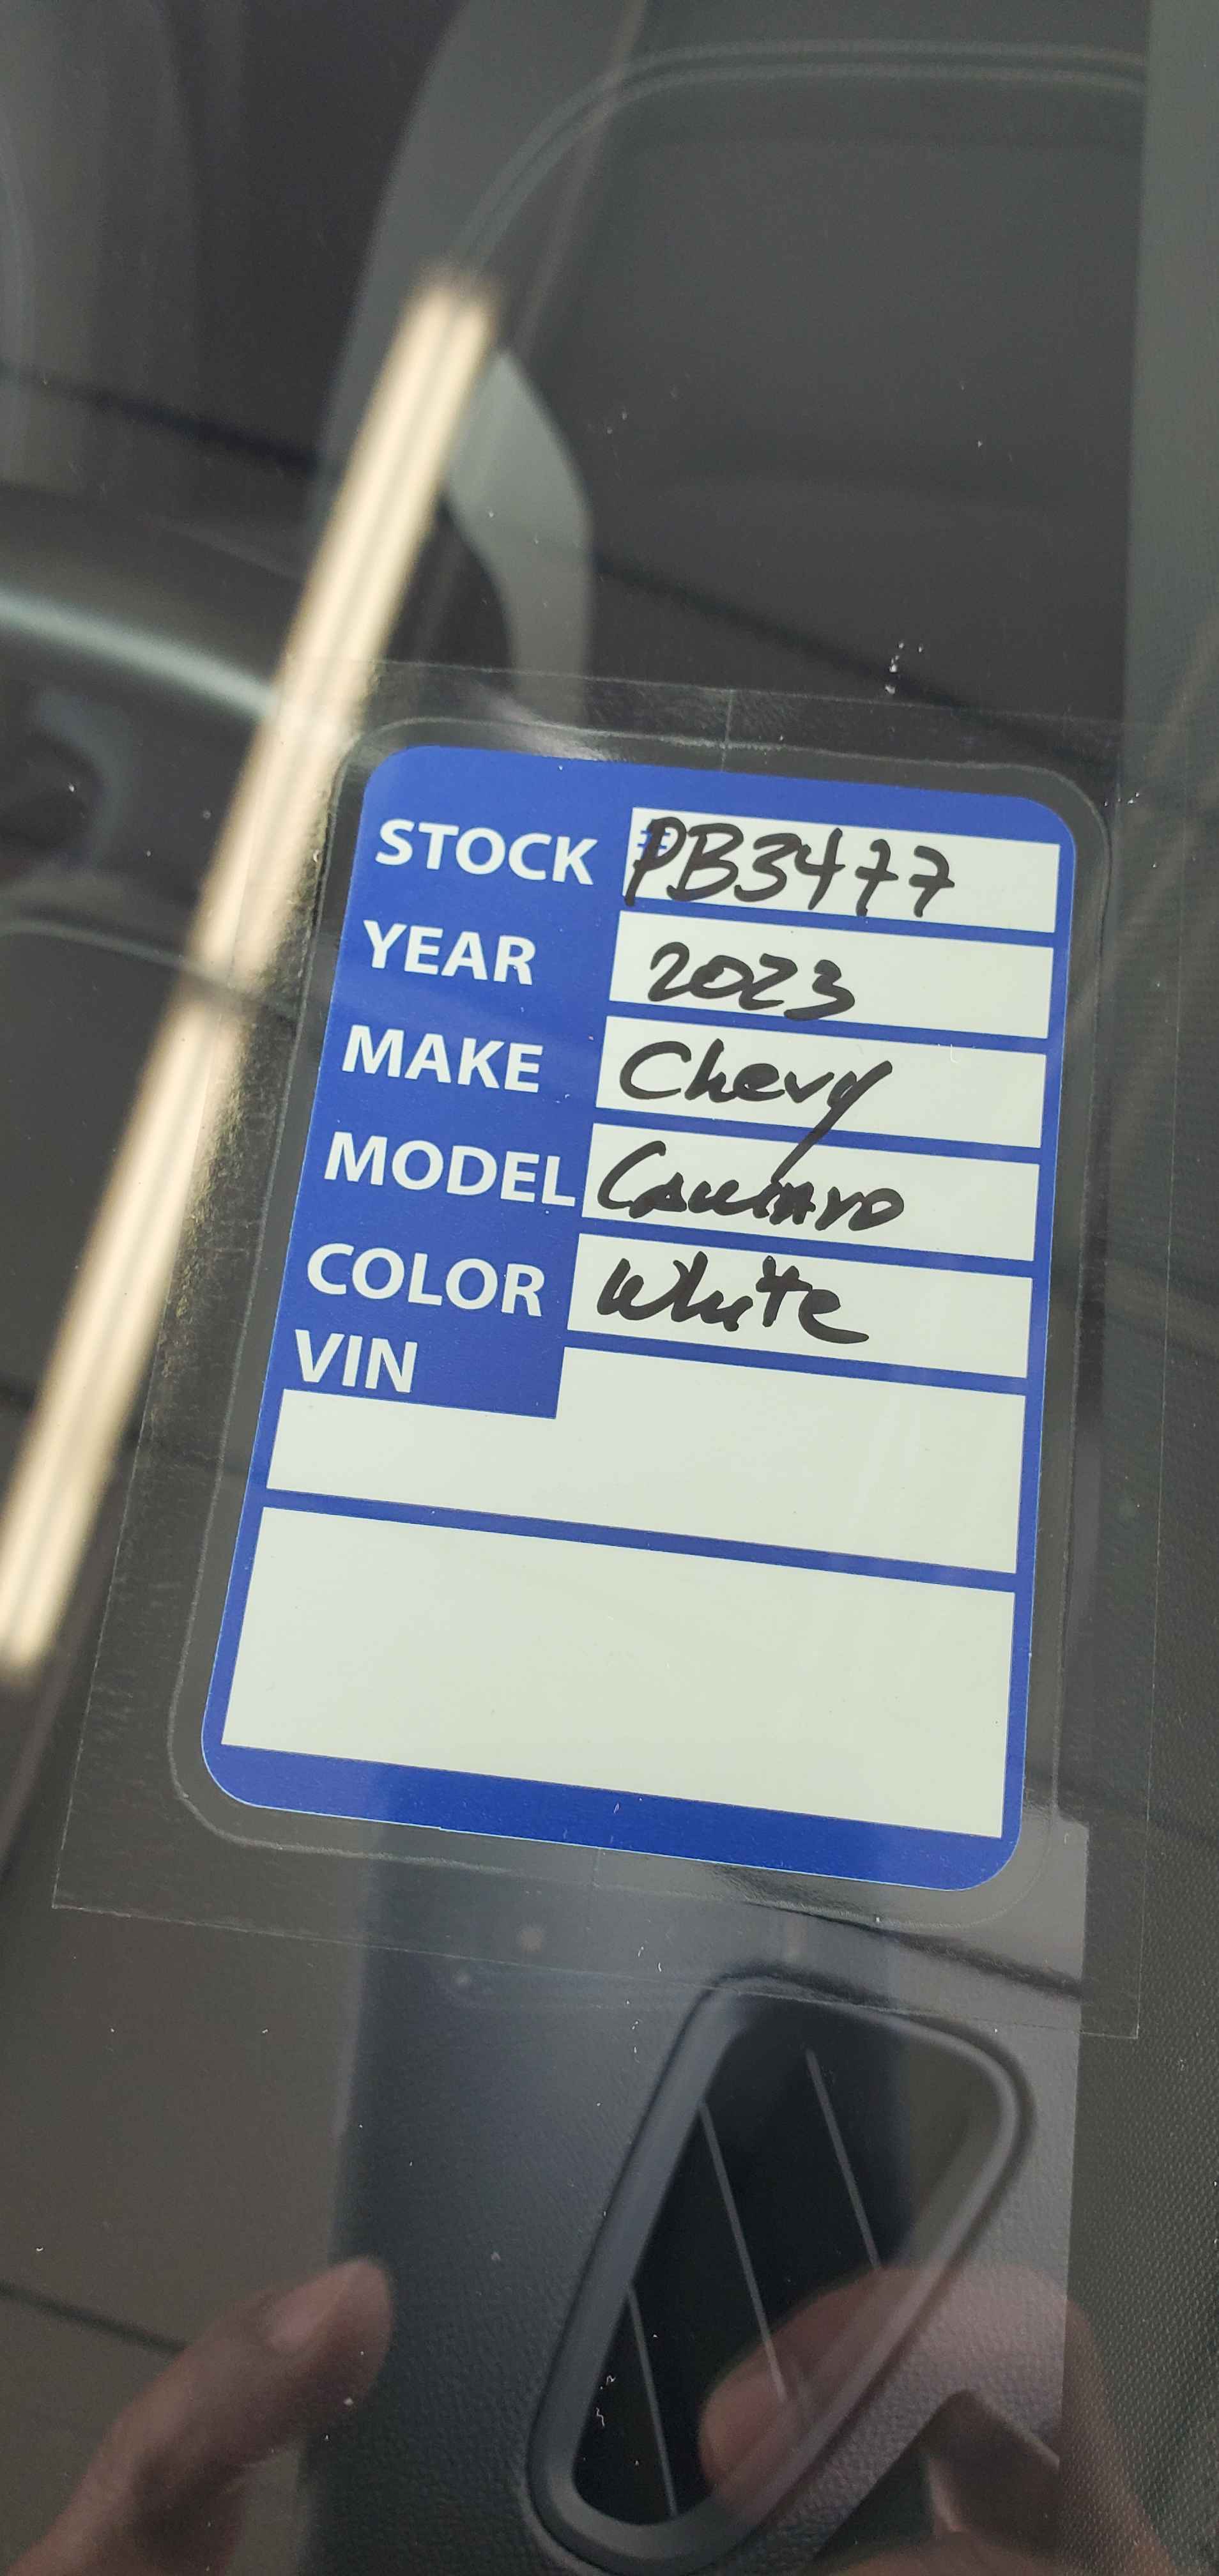 STOCK # PB3477
YEAR 2023
MAKE Chevy
MODEL Camaro
COLOR White
VIN